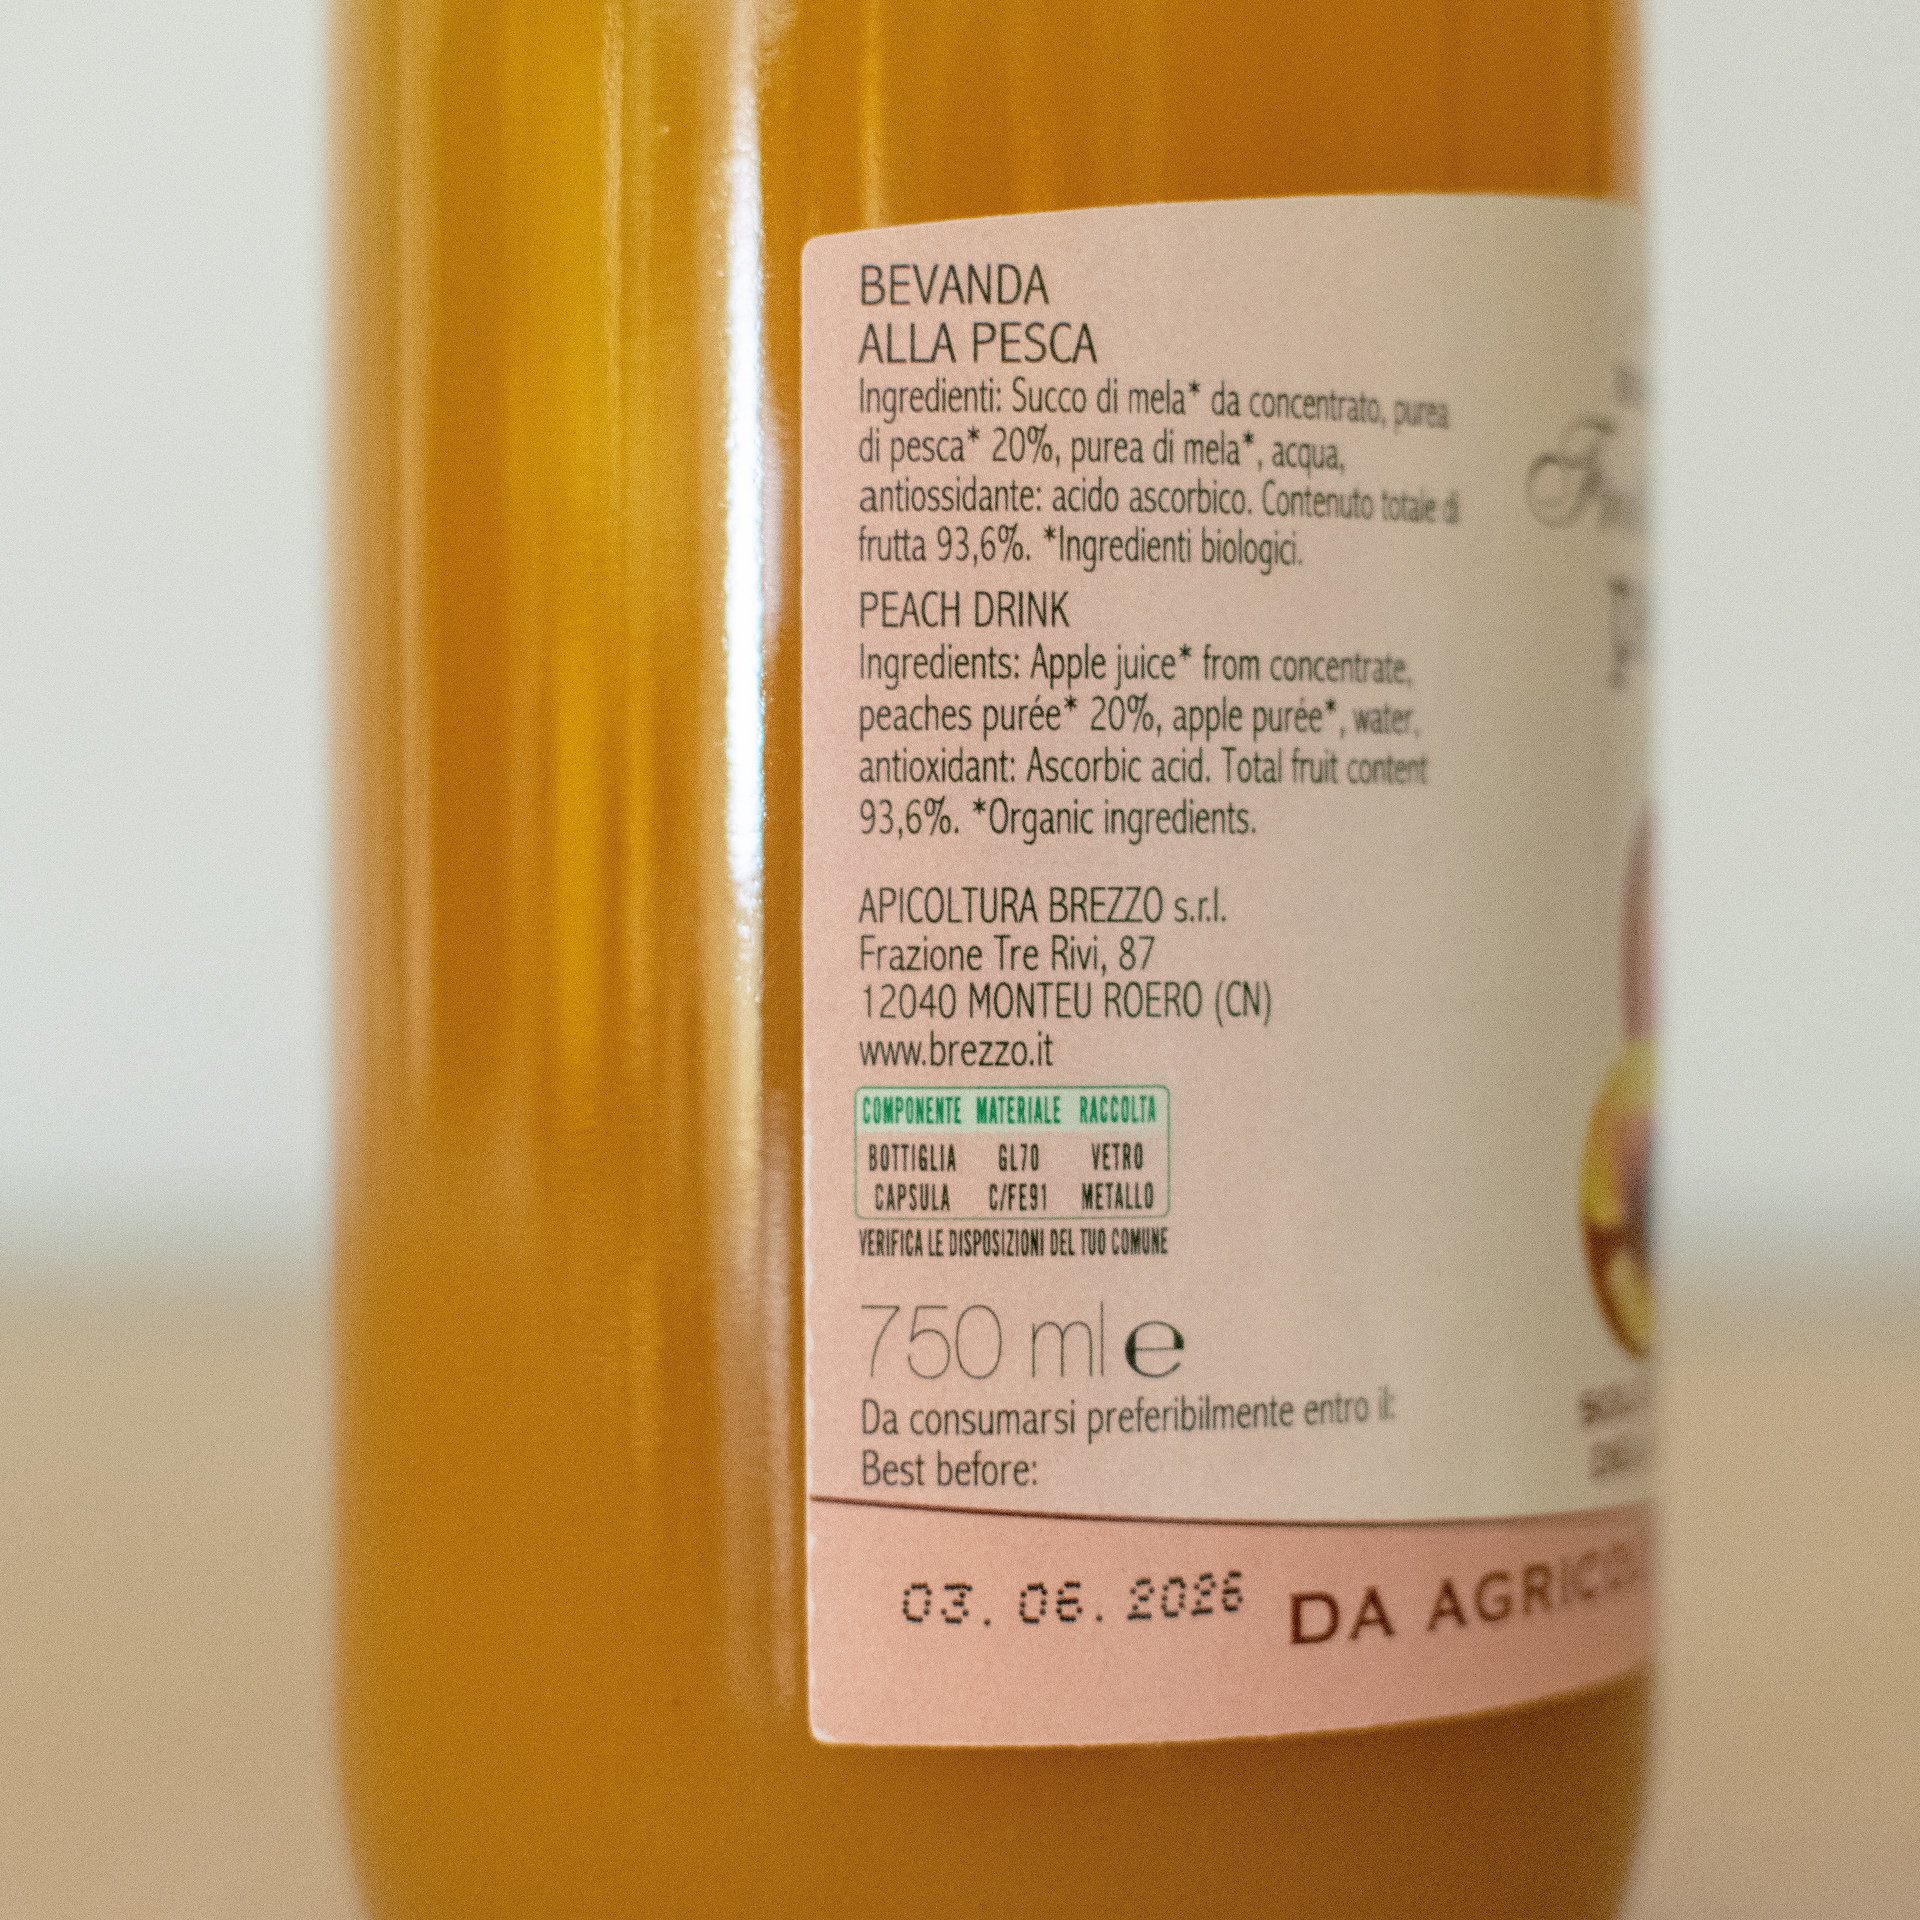 BEVANDA
ALLA PESCA
Ingredienti: Succo di mela* da concentrato, purea
di pesca* 20%, purea di mela*, acqua,
antiossidante: acido ascorbico. Contenuto totale di
frutta 93,6%. *Ingredienti biologici.
PEACH DRINK
Ingredients: Apple juice* from concentrate,
peaches purée* 20%, apple purée*, water,
antioxidant: Ascorbic acid. Total fruit content
93,6%. *Organic ingredients.
APICOLTURA BREZZO s.r.l.
Frazione Tre Rivi, 87
12040 MONTEU ROERO (CN)
www.brezzo.it
COMPONENTE MATERIALE RACCOLTA
BOTTIGLIA GL70 VETRO
CAPSULA C/FE91 METALLO
VERIFICA LE DISPOSIZIONI DEL TUO COMUNE
750 ml e
Da consumarsi preferibilmente entro il:
Best before:
03.06.2026
DA